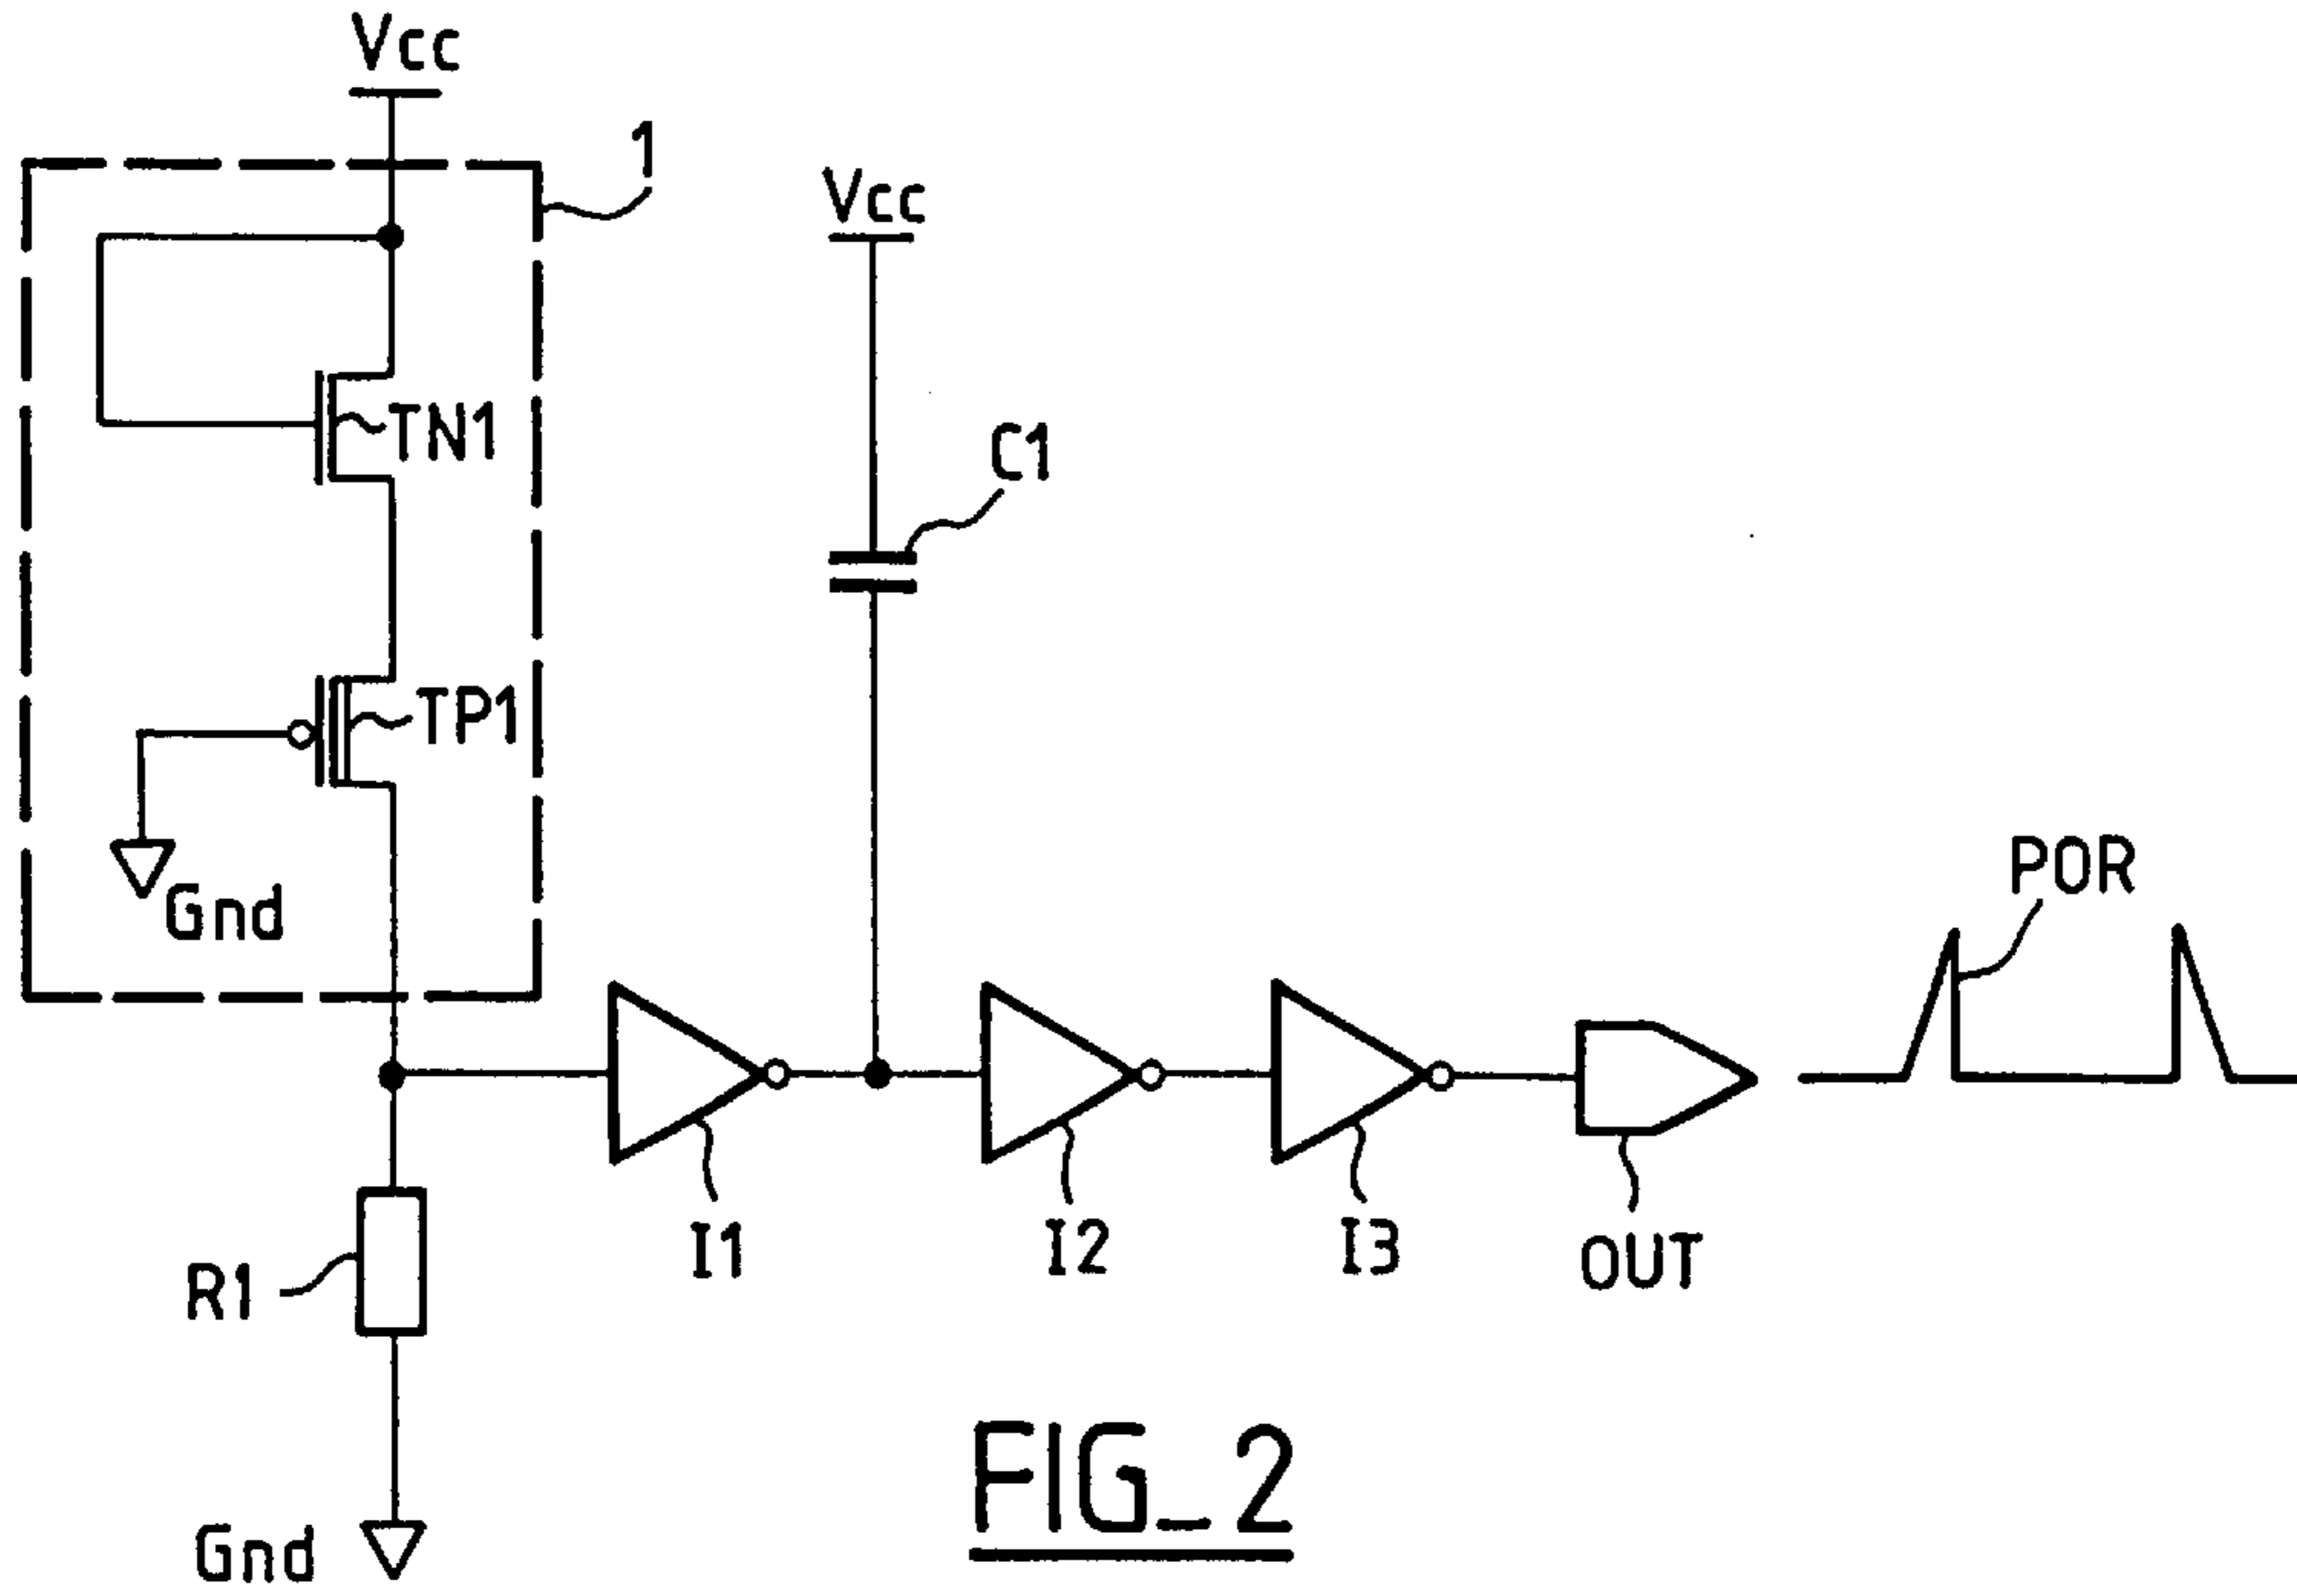 Vcc
1
Vcc
TN1
C1
TP1
Gnd
POR
I1
I2
I3
OUT
R1
Gnd
FIG_2